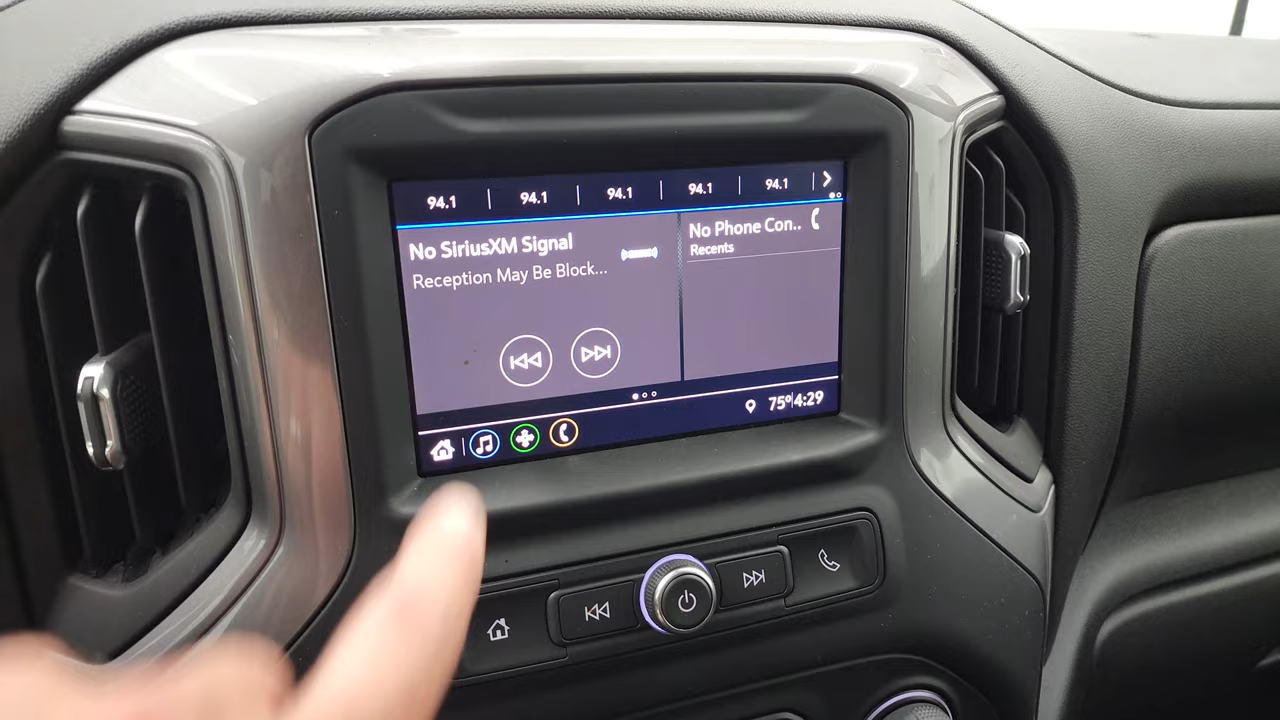 94.1 94.1 94.1 94.1 94.1
No SiriusXM Signal
Reception May Be Block...
No Phone Con..
Recents
75° 4:29